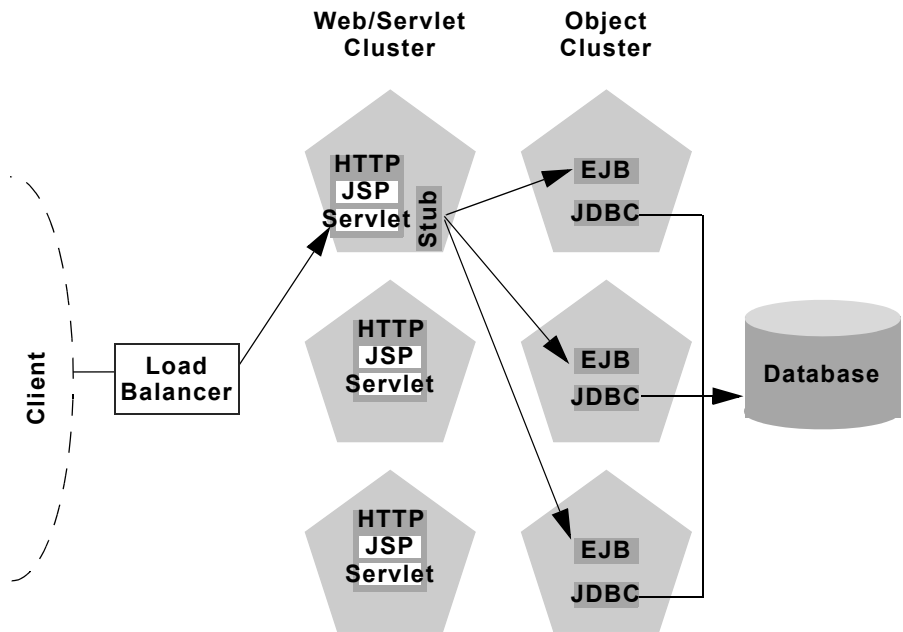 Web/Servlet
Cluster
Object
Cluster
HTTP
JSP
Servlet
Stub
EJB
JDBC
Client
Load
Balancer
HTTP
JSP
Servlet
EJB
JDBC
Database
HTTP
JSP
Servlet
EJB
JDBC